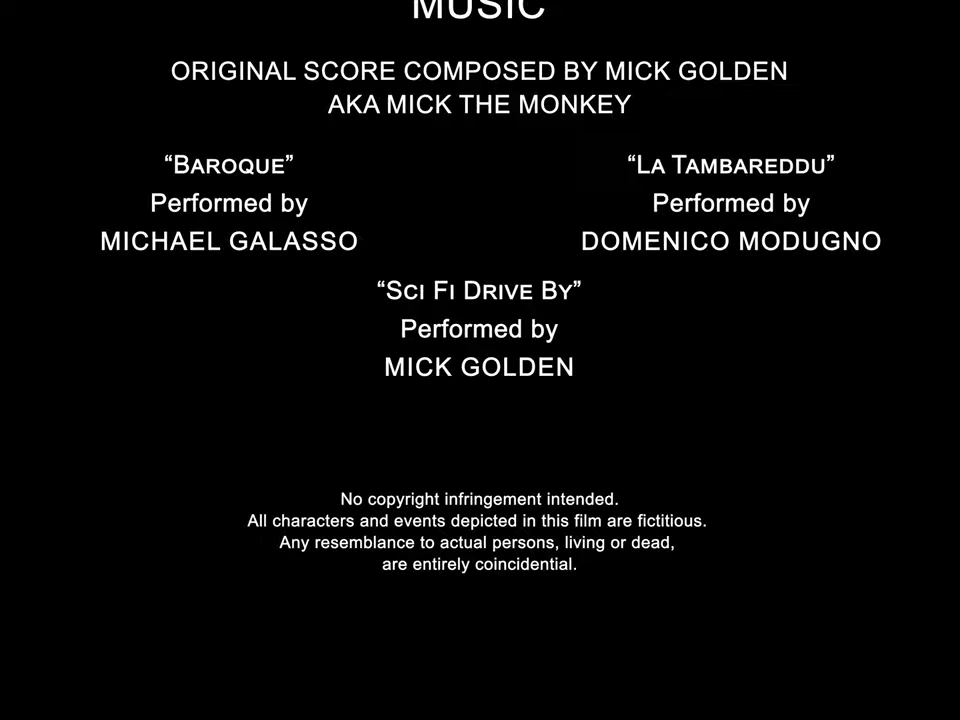 MUSIC
ORIGINAL SCORE COMPOSED BY MICK GOLDEN
AKA MICK THE MONKEY
“BAROQUE”
Performed by
MICHAEL GALASSO
“LA TAMBAREDDU”
Performed by
DOMENICO MODUGNO
“SCI FI DRIVE BY”
Performed by
MICK GOLDEN
No copyright infringement intended.
All characters and events depicted in this film are fictitious.
Any resemblance to actual persons, living or dead,
are entirely coincidential.